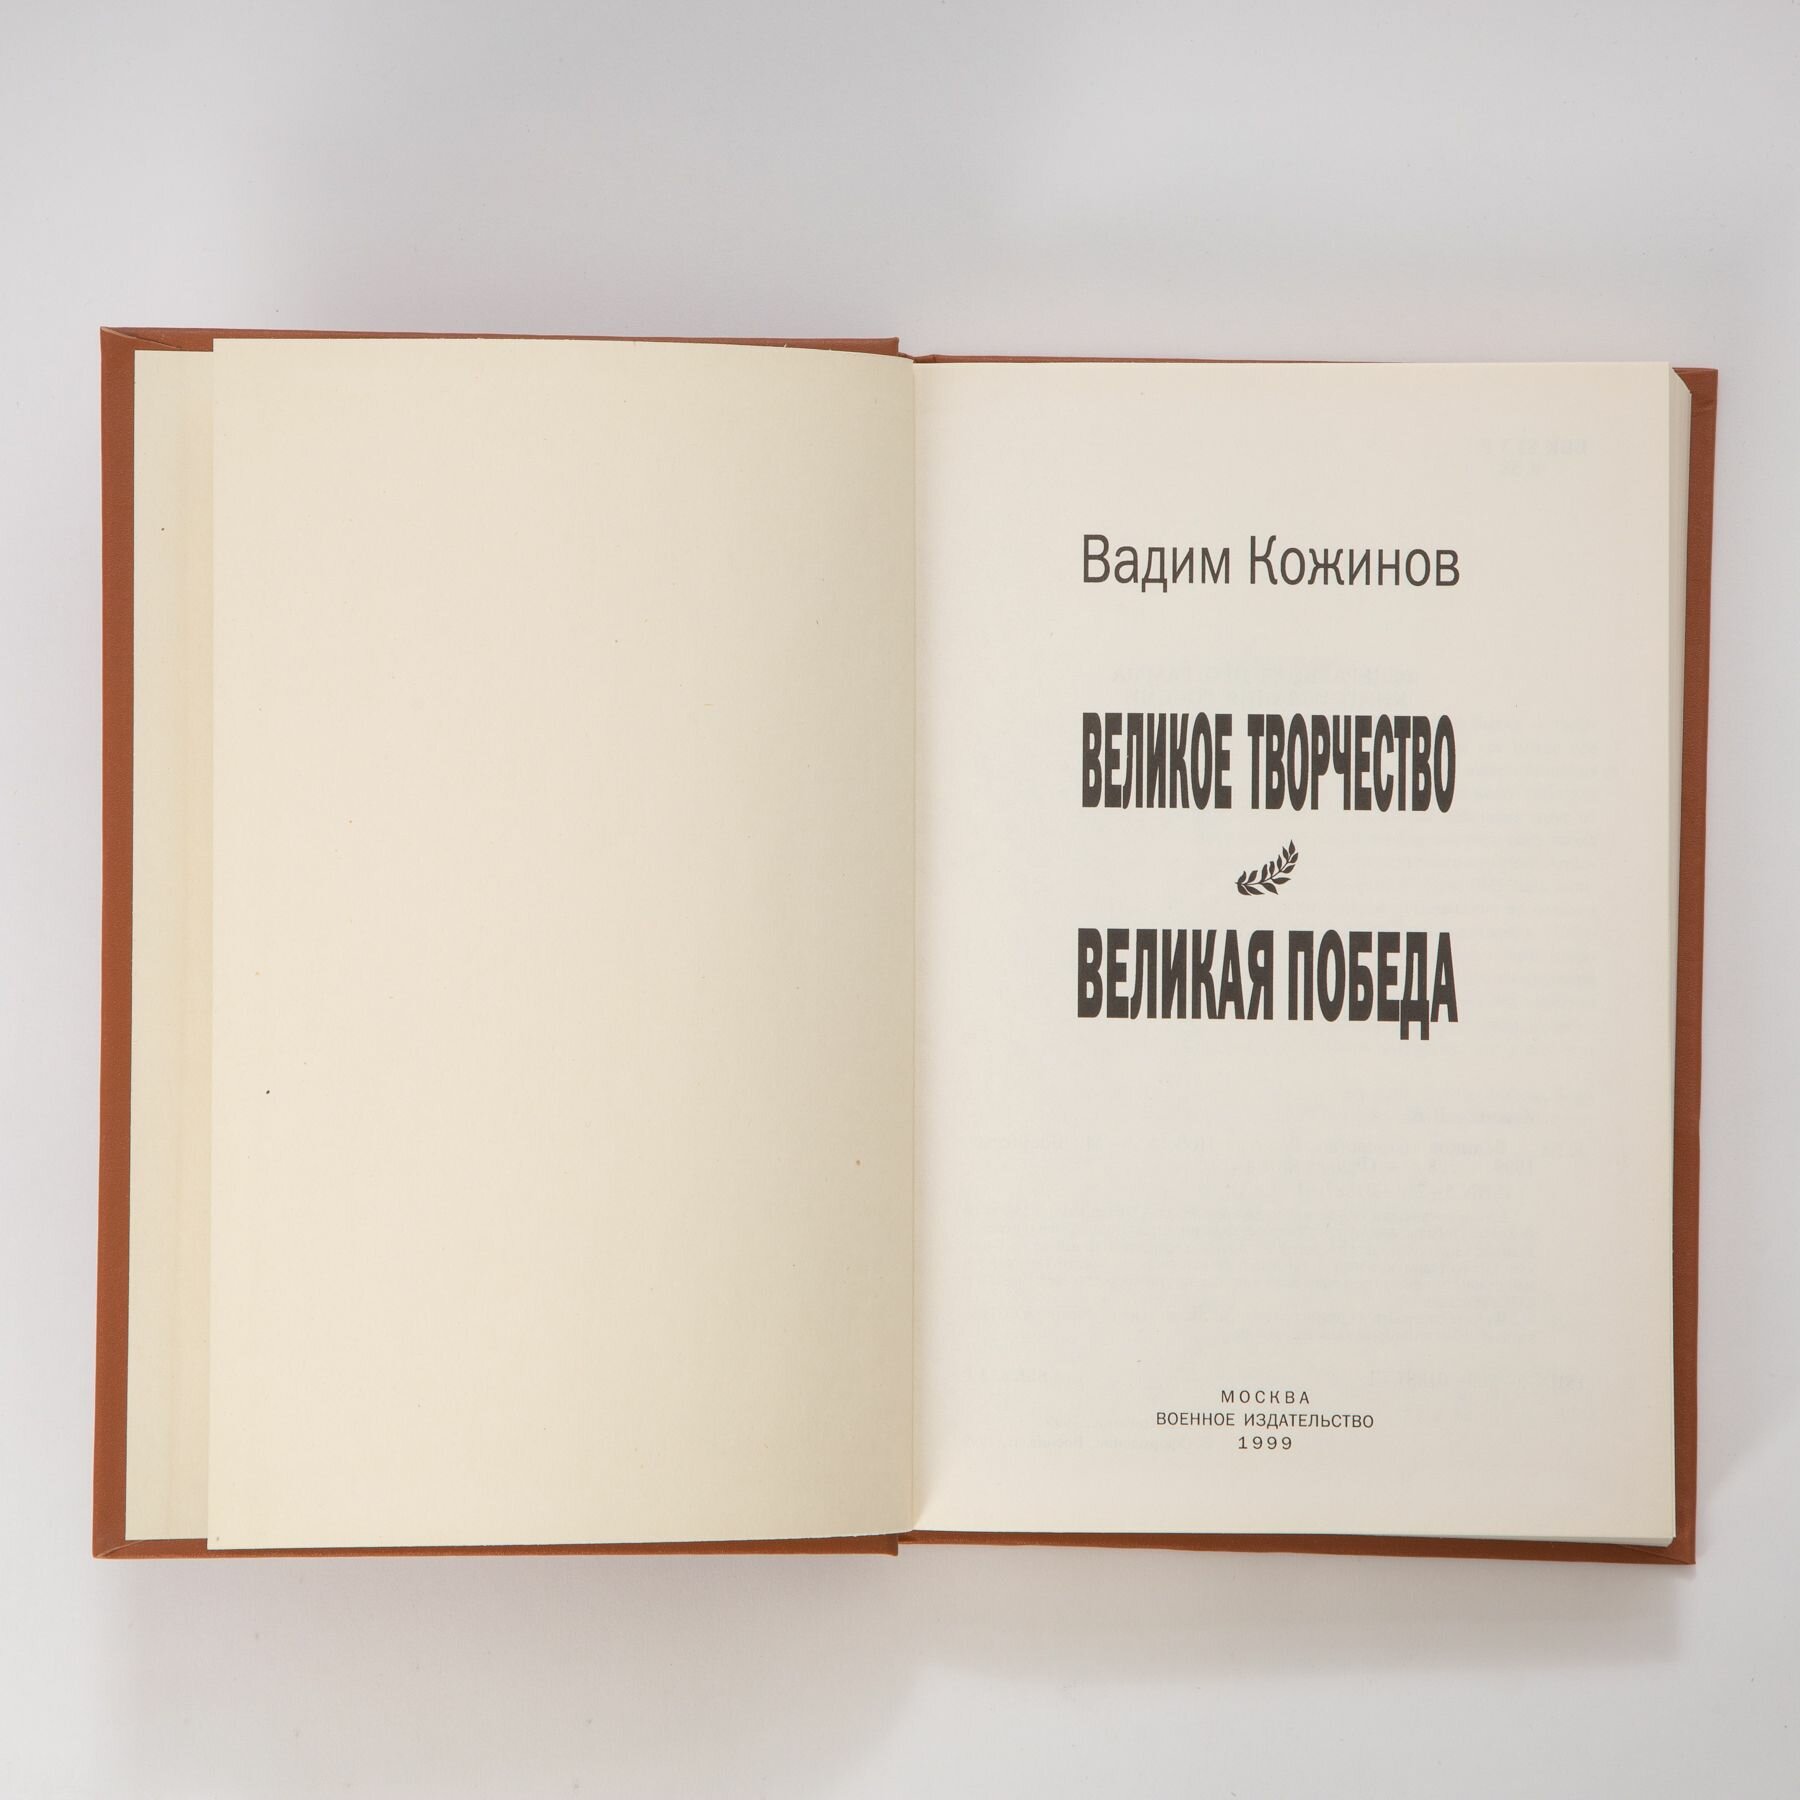 Вадим Кожинов
ВЕЛИКОЕ ТВОРЧЕСТВО
ВЕЛИКАЯ ПОБЕДА
МОСКВА
ВОЕННОЕ ИЗДАТЕЛЬСТВО
1999